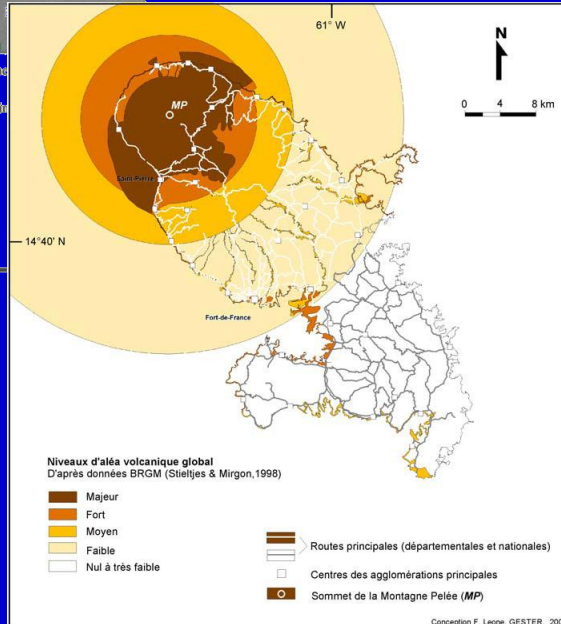 61° W
N
0 4 8 km
MP
Saint-Pierre
14°40' N
Fort-de-France
Niveaux d'aléa volcanique global
D'après données BRGM (Stieltjes & Mirgon,1998)
Majeur
Fort
Moyen
Faible
Nul à très faible
Routes principales (départementales et nationales)
Centres des agglomérations principales
Sommet de la Montagne Pelée (MP)
Conception F. Leone, GESTER,